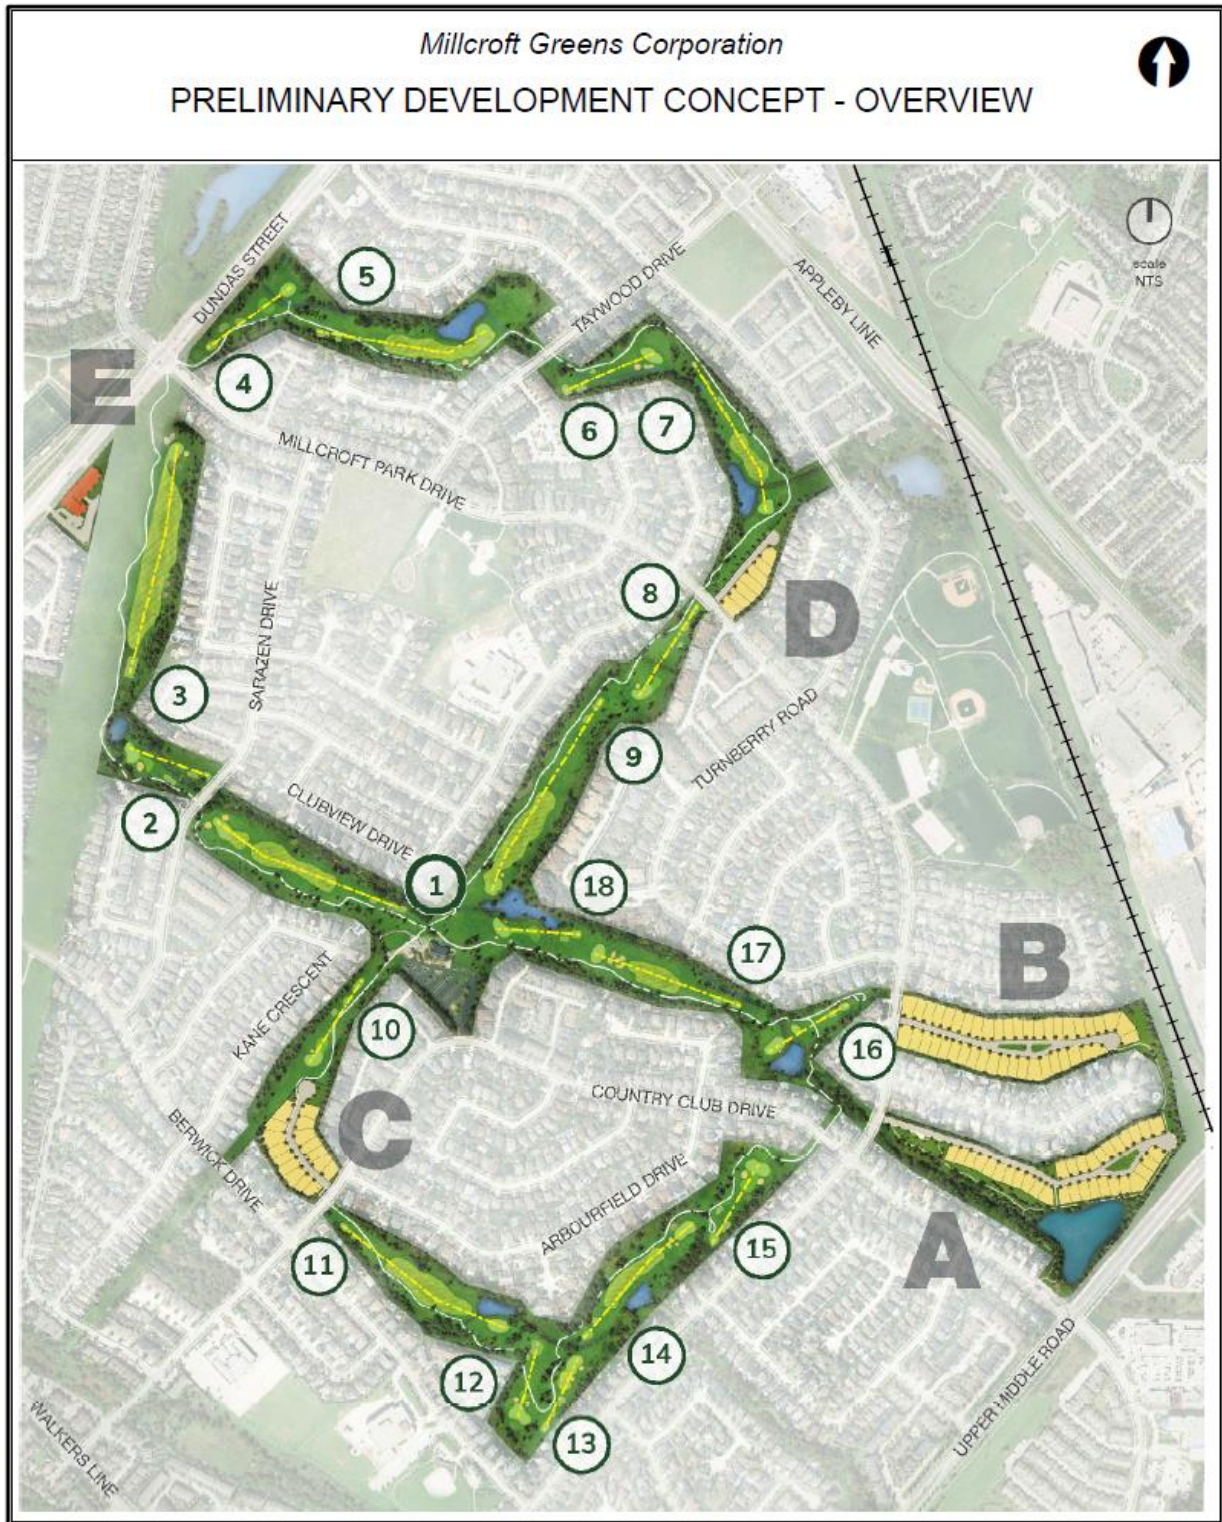 Millcroft Greens Corporation
PRELIMINARY DEVELOPMENT CONCEPT - OVERVIEW
scale
NTS
DUNDAS STREET
5
TAYWOOD DRIVE
APPLEBY LINE
E
4
6
7
MILLCROFT PARK DRIVE
8
D
SARAZEN DRIVE
3
9
TURNBERRY ROAD
2
CLUBVIEW DRIVE
1
18
17
B
KANE CRESCENT
10
16
C
COUNTRY CLUB DRIVE
BERWICK DRIVE
ARBOURFIELD DRIVE
A
11
15
14
12
13
UPPER MIDDLE ROAD
WALKERS LINE